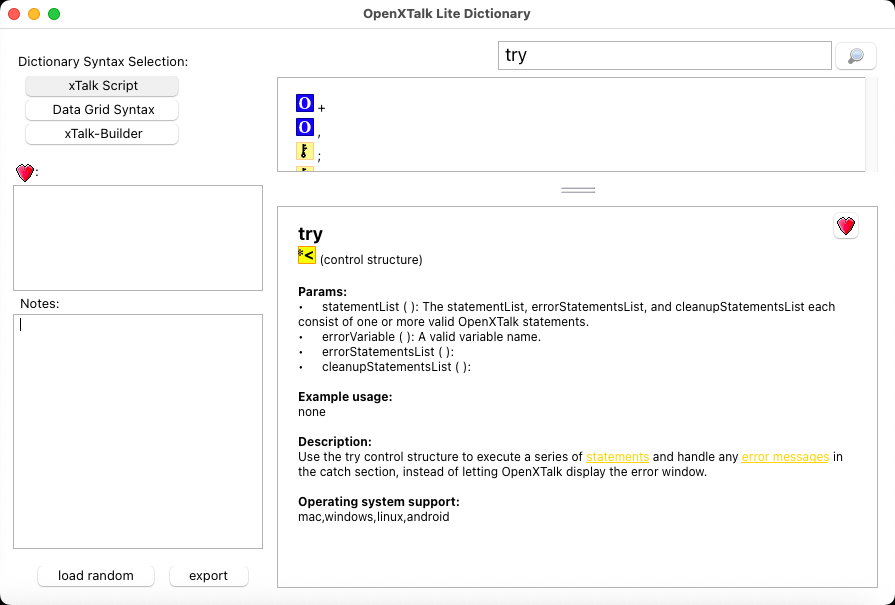 OpenXTalk Lite Dictionary
Dictionary Syntax Selection:
xTalk Script
Data Grid Syntax
xTalk-Builder
:
Notes:
load random
export
try
O +
O ,
;
try
*< (control structure)
Params:
• statementList ( ): The statementList, errorStatementsList, and cleanupStatementsList each
consist of one or more valid OpenXTalk statements.
• errorVariable ( ): A valid variable name.
• errorStatementsList ( ):
• cleanupStatementsList ( ):
Example usage:
none
Description:
Use the try control structure to execute a series of statements and handle any error messages in
the catch section, instead of letting OpenXTalk display the error window.
Operating system support:
mac,windows,linux,android